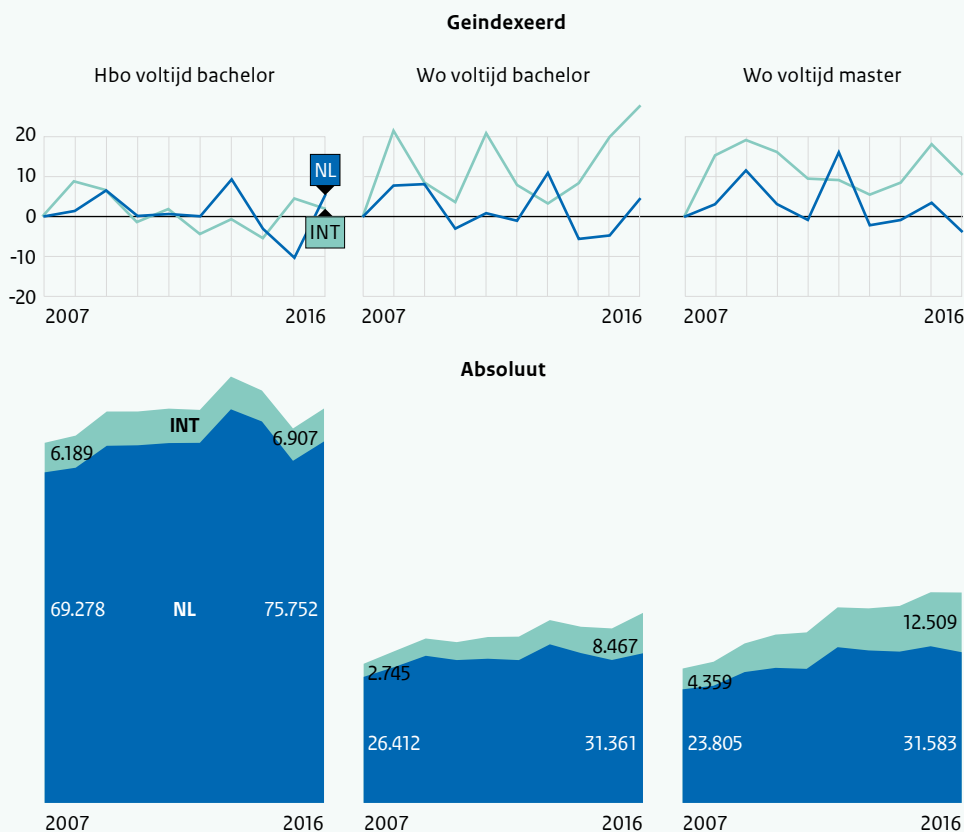 Geindexeerd
Hbo voltijd bachelor
Wo voltijd bachelor
Wo voltijd master
20
10
0
-10
-20
NL
INT
2007 2016
2007 2016
2007 2016
Absoluut
INT
6.189 6.907
69.278 NL 75.752
2.745 8.467
26.412 31.361
4.359 12.509
23.805 31.583
2007 2016
2007 2016
2007 2016